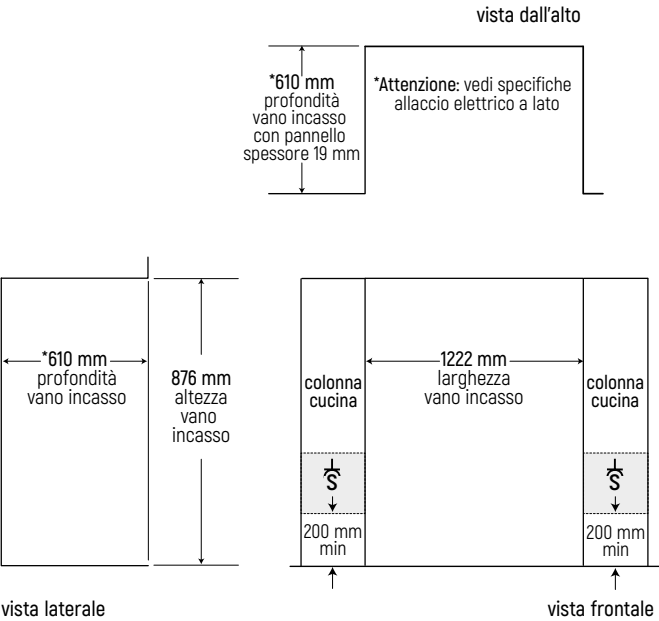 vista dall'alto
*610 mm
profondità
vano incasso
con pannello
spessore 19 mm
*Attenzione: vedi specifiche
allaccio elettrico a lato
*610 mm
profondità
vano incasso
876 mm
altezza
vano
incasso
colonna
cucina
1222 mm
larghezza
vano incasso
colonna
cucina
S
200 mm
min
S
200 mm
min
vista laterale
vista frontale